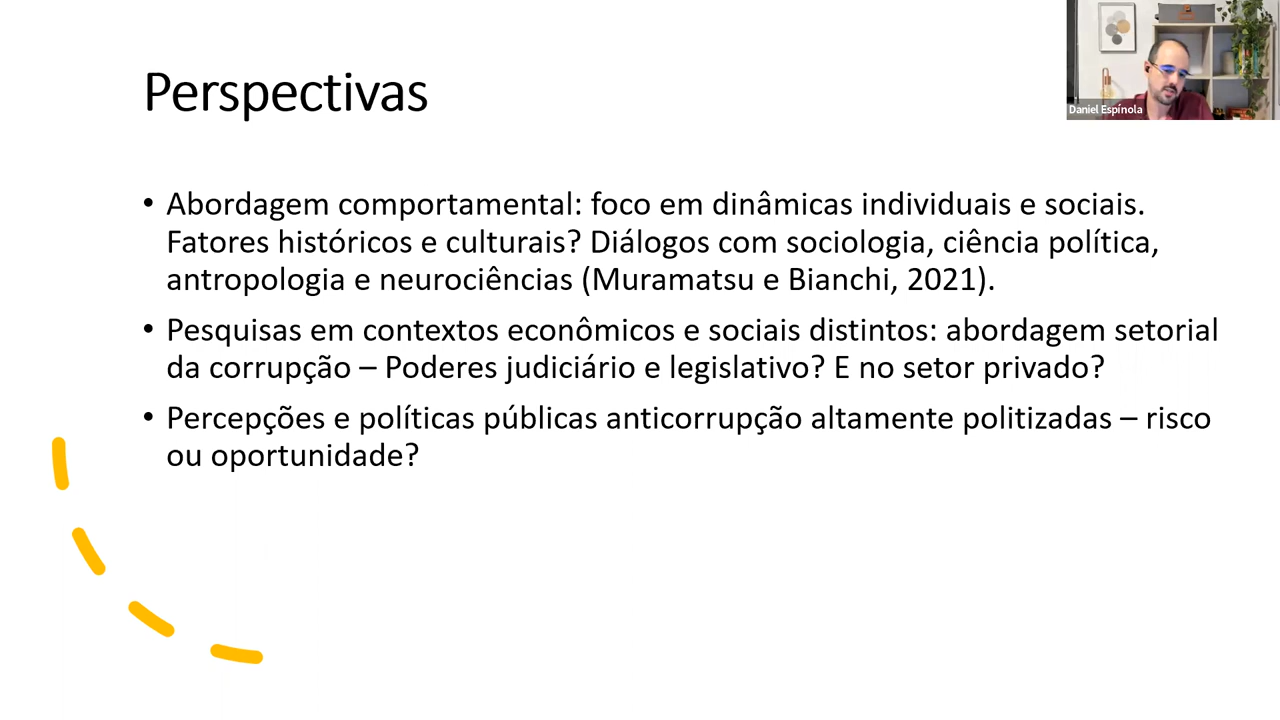 Perspectivas
Daniel Espínola
• Abordagem comportamental: foco em dinâmicas individuais e sociais.
Fatores históricos e culturais? Diálogos com sociologia, ciência política,
antropologia e neurociências (Muramatsu e Bianchi, 2021).
• Pesquisas em contextos econômicos e sociais distintos: abordagem setorial
da corrupção – Poderes judiciário e legislativo? E no setor privado?
• Percepções e políticas públicas anticorrupção altamente politizadas – risco
ou oportunidade?